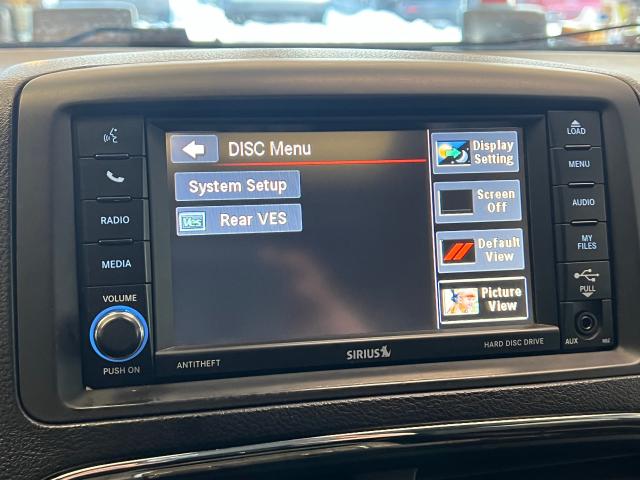 DISC Menu
System Setup
VES
Rear VES
Display
Setting
Screen
Off
Default
View
Picture
View
RADIO
MEDIA
VOLUME
PUSH ON
LOAD
MENU
AUDIO
MY
FILES
PULL
AUX
ANTITHEFT
SIRIUS
HARD DISC DRIVE